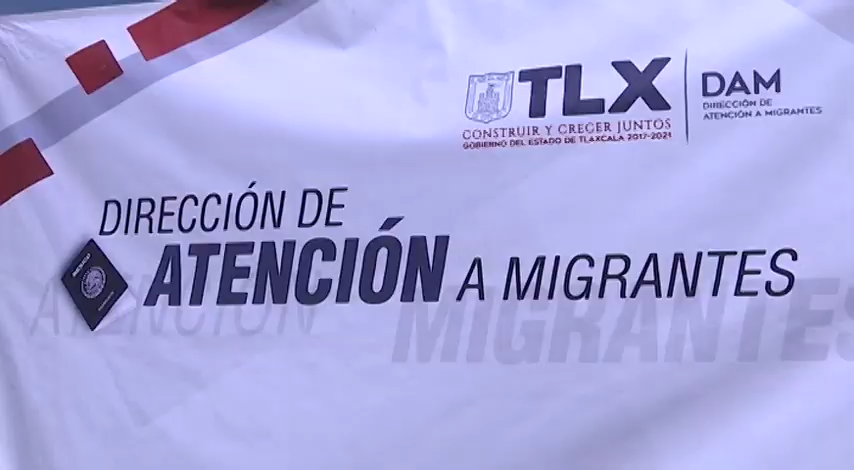 TLX
CONSTRUIR Y CRECER JUNTOS
GOBIERNO DEL ESTADO DE TLAXCALA 2017-2021
DAM
DIRECCIÓN DE
ATENCIÓN A MIGRANTES
DIRECCIÓN DE
ATENCIÓN A MIGRANTES
ATENCIÓN
MIGRANTES